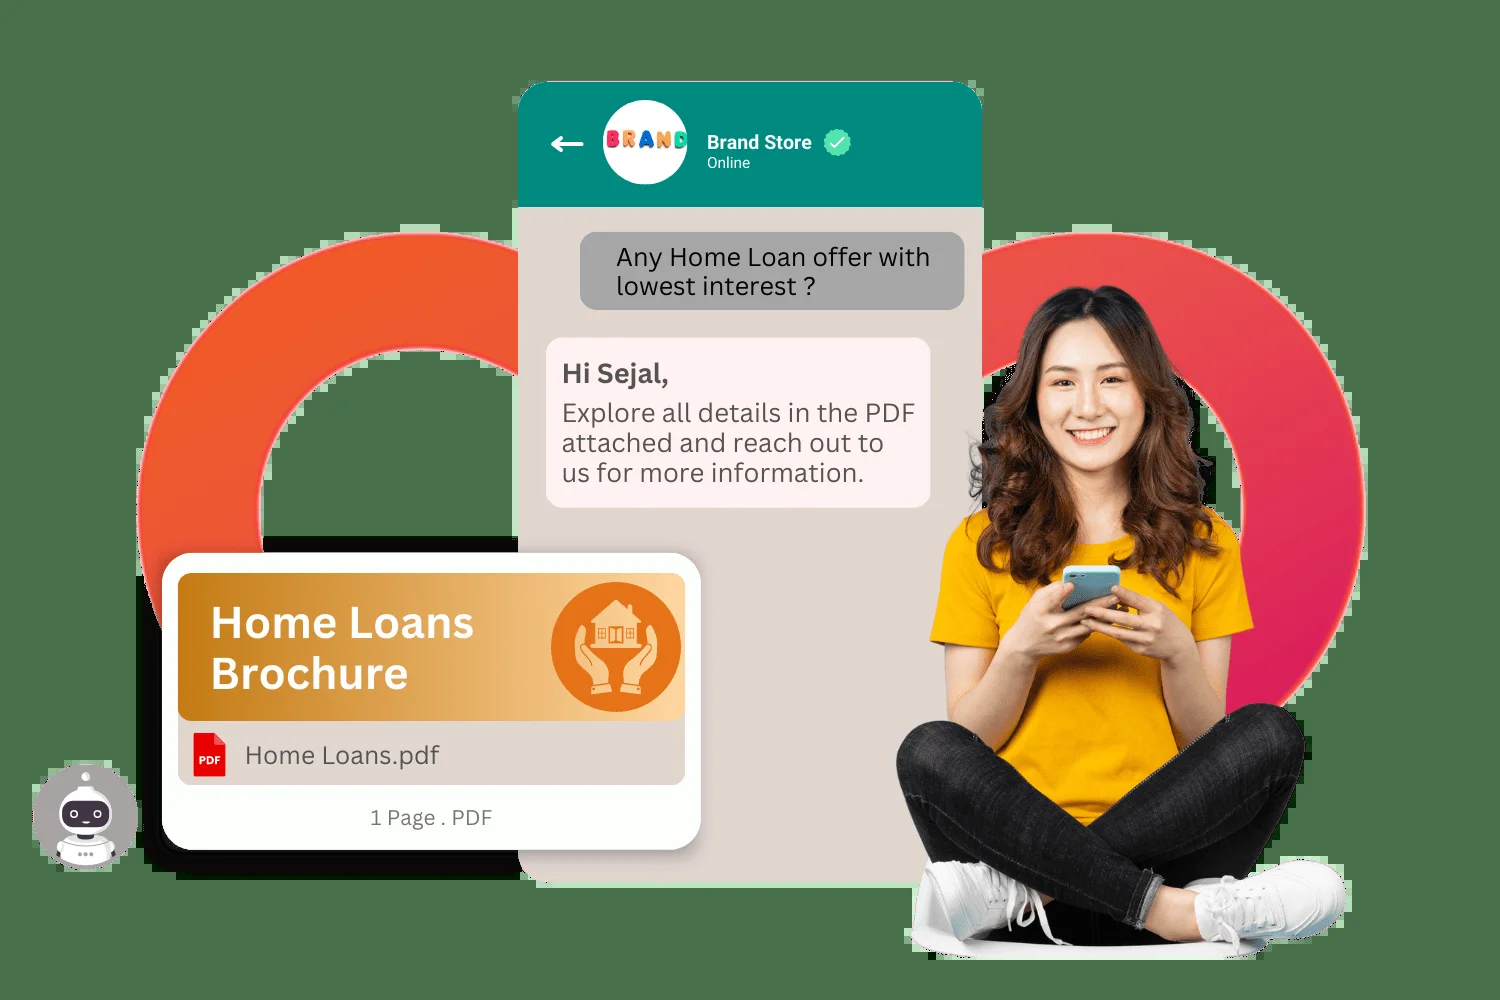 BRAND
Brand Store
Online
Any Home Loan offer with
lowest interest ?
Hi Sejal,
Explore all details in the PDF
attached and reach out to
us for more information.
Home Loans
Brochure
PDF
Home Loans.pdf
1 Page . PDF